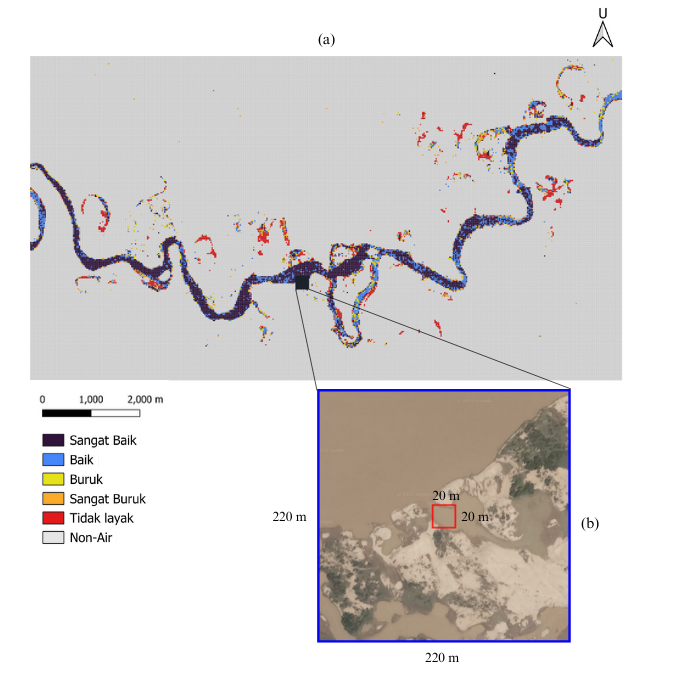 U
(a)
0 1,000 2,000 m
Sangat Baik
Baik
Buruk
Sangat Buruk
Tidak layak
Non-Air
20 m
20 m
220 m
(b)
220 m